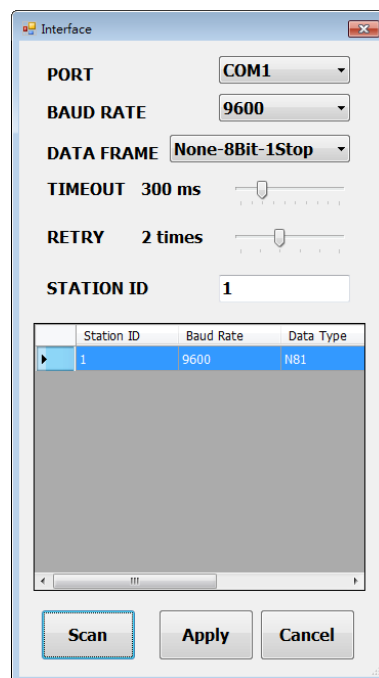 Interface
PORT COM1
BAUD RATE 9600
DATA FRAME None-8Bit-1Stop
TIMEOUT 300 ms
RETRY 2 times
STATION ID 1
Station ID Baud Rate Data Type
1 9600 N81
Scan Apply Cancel